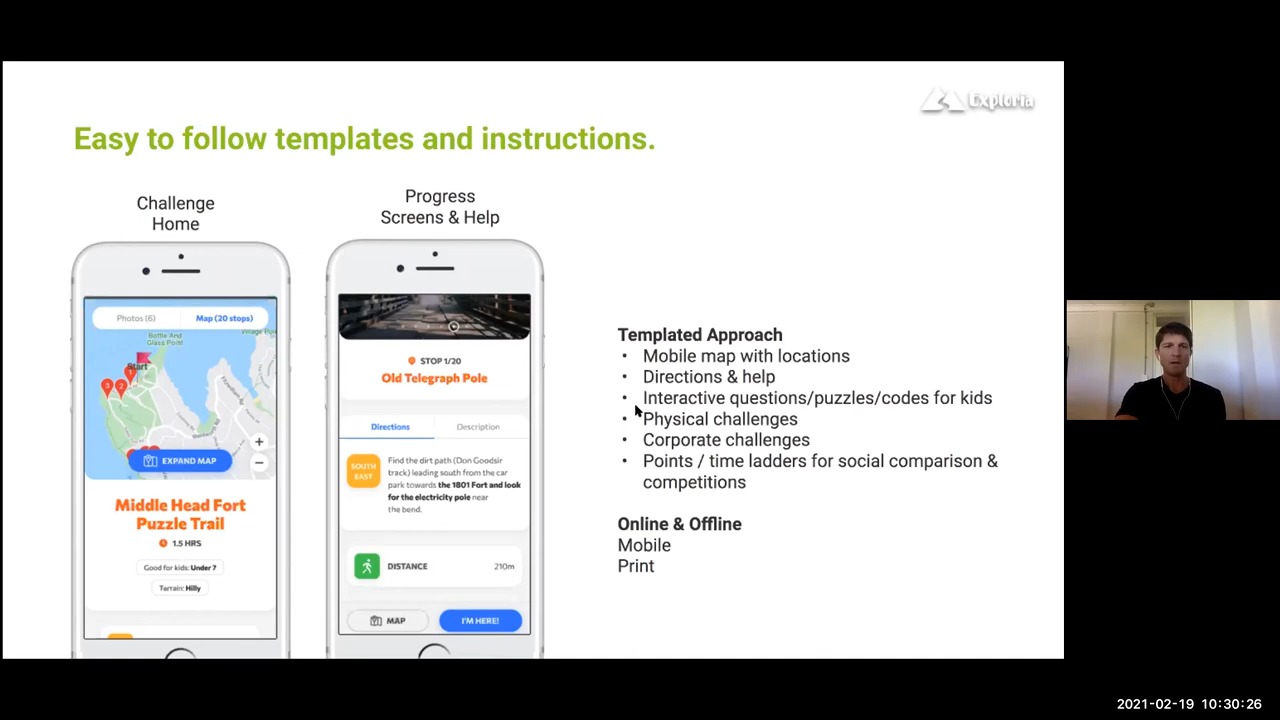 Exploria
Easy to follow templates and instructions.
Challenge
Home
Progress
Screens & Help
Photos (6)
Map (20 stops)
Bottle And
Glass Point
Village
Start
1
2
3
EXPAND MAP
Middle Head Fort
Puzzle Trail
1.5 HRS
Good for kids: Under 7
Terrain: Hilly
STOP 1/20
Old Telegraph Pole
Directions
Description
SOUTH
EAST
Find the dirt path (Don Goodsir
track) leading south from the car
park towards the 1801 Fort and look
for the electricity pole near
the bend.
DISTANCE
210m
MAP
I'M HERE!
Templated Approach
• Mobile map with locations
• Directions & help
• Interactive questions/puzzles/codes for kids
• Physical challenges
• Corporate challenges
• Points / time ladders for social comparison &
competitions
Online & Offline
Mobile
Print
2021-02-19 10:30:26